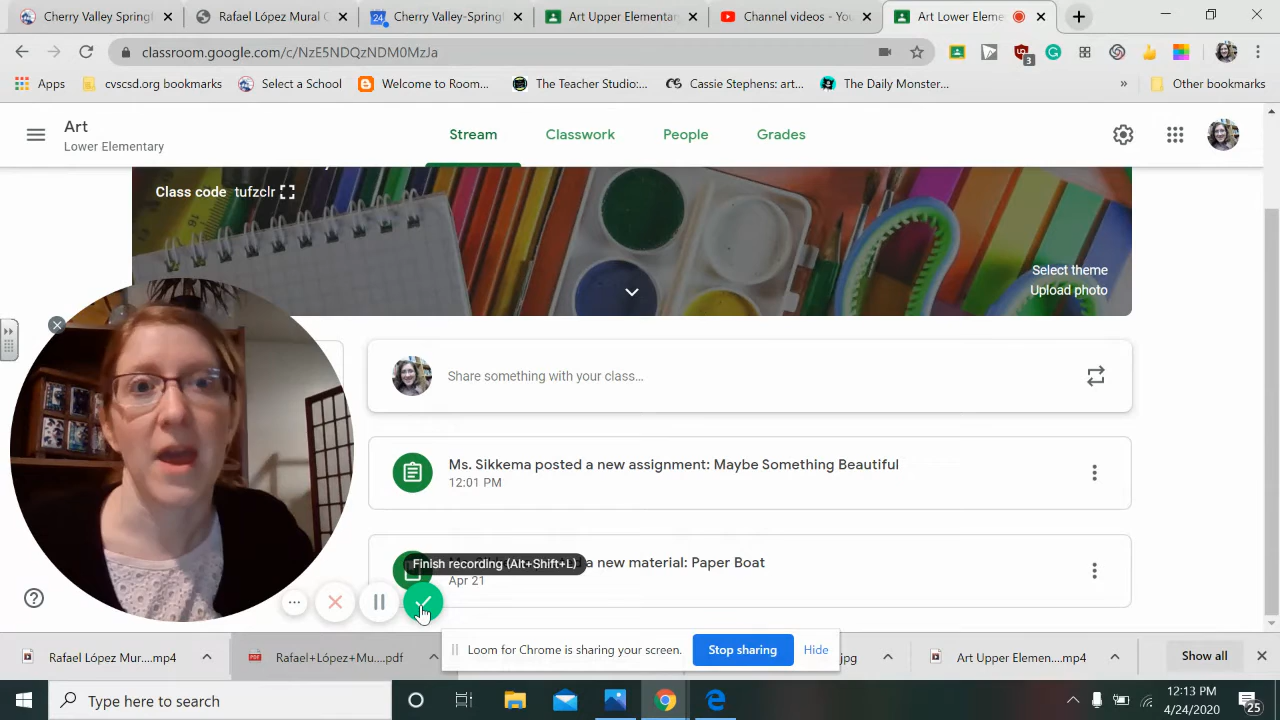 Cherry Valley-Spring
Rafael López Mural C
24
Cherry Valley-Spring
Art Upper Elementar
Channel videos - You
Art Lower Eleme
classroom.google.com/c/NzE5NDQzNDM0MzJa
3
Apps
cvssd.org bookmarks
Select a School
Welcome to Room...
The Teacher Studio:...
CS
Cassie Stephens: art...
The Daily Monster...
»
Other bookmarks
Art
Lower Elementary
Stream
Classwork
People
Grades
Class code tufzclr
Select theme
Upload photo
Share something with your class...
Ms. Sikkema posted a new assignment: Maybe Something Beautiful
12:01 PM
a new material: Paper Boat
Apr 21
Finish recording (Alt+Shift+L)
Loom for Chrome is sharing your screen.
Stop sharing
Hide
Rafael López Mur....mp4
PDF
Rafael+López+Mu....pdf
jpg
Art Upper Elemen....mp4
Show all
Type here to search
12:13 PM
4/24/2020
25